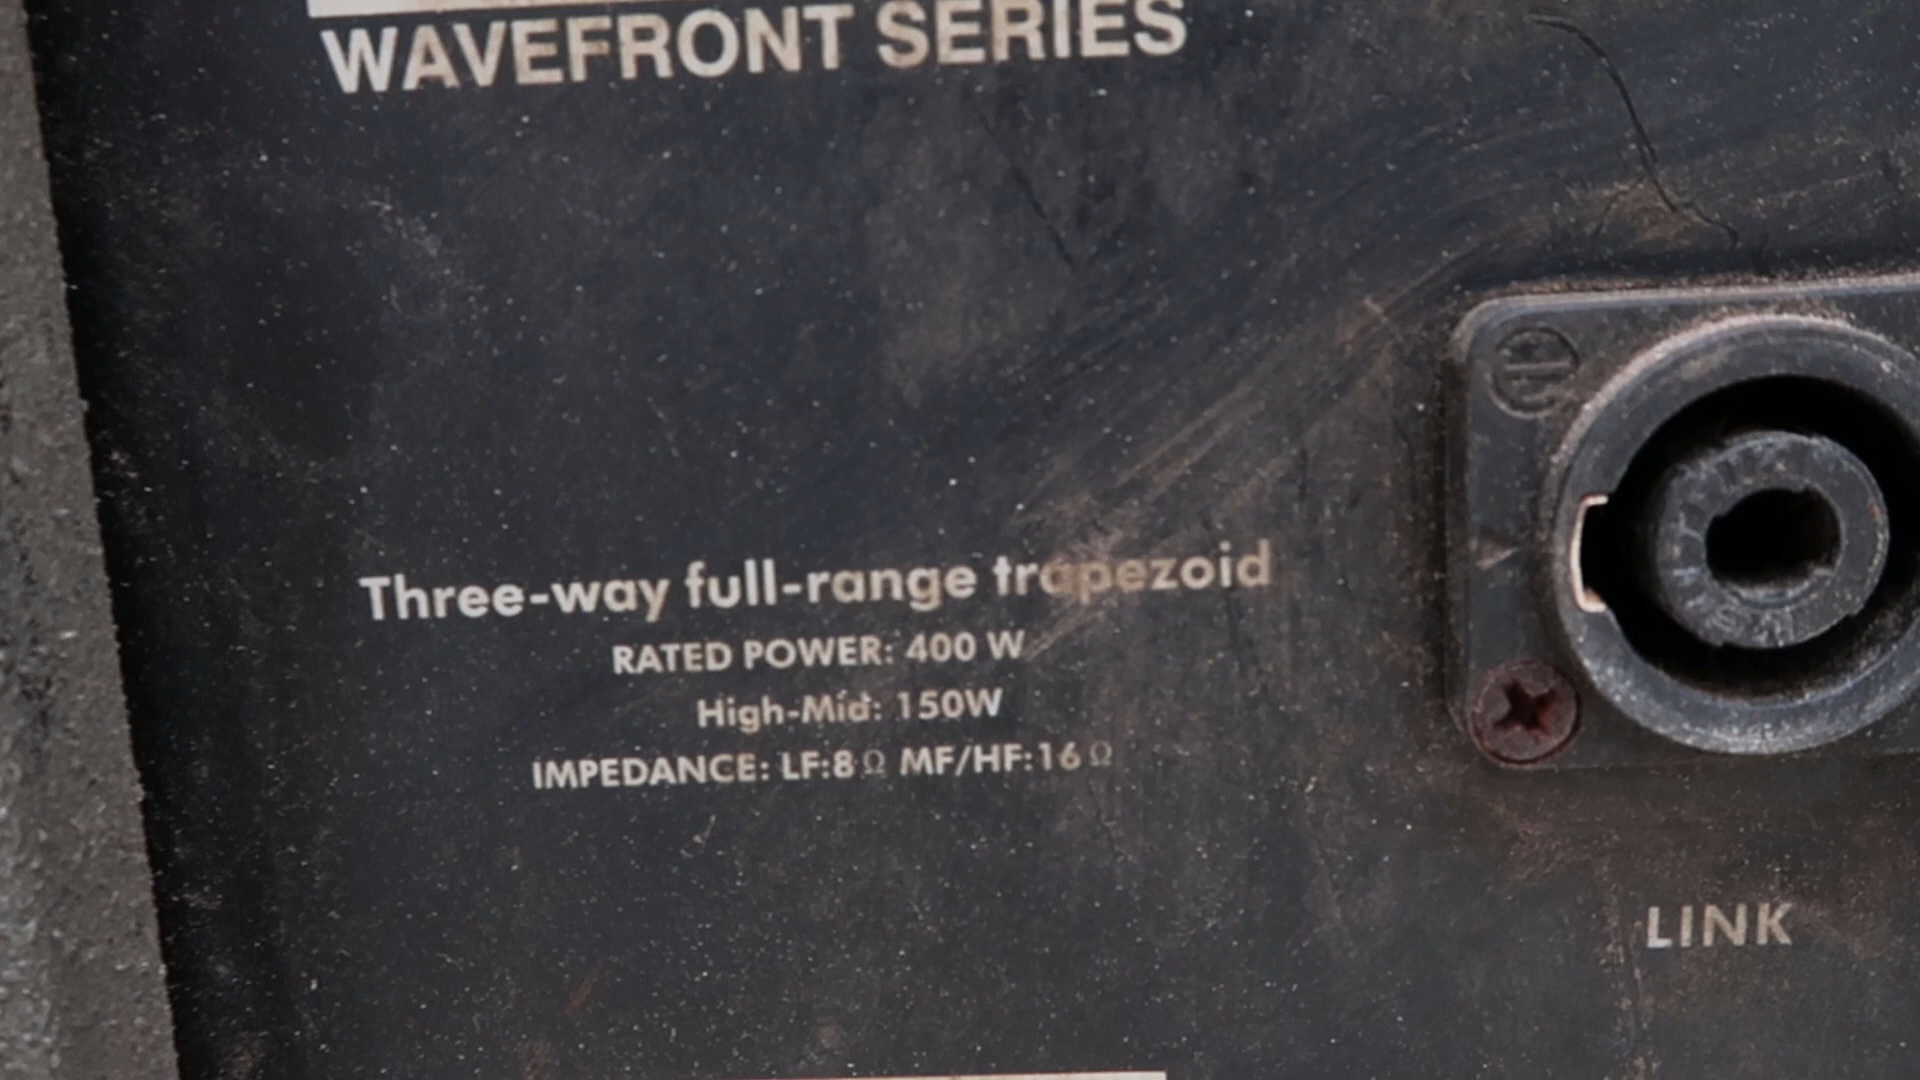 WAVEFRONT SERIES
Three-way full-range trapezoid
RATED POWER: 400 W
High-Mid: 150W
IMPEDANCE: LF:8Ω MF/HF:16 Ω
LINK